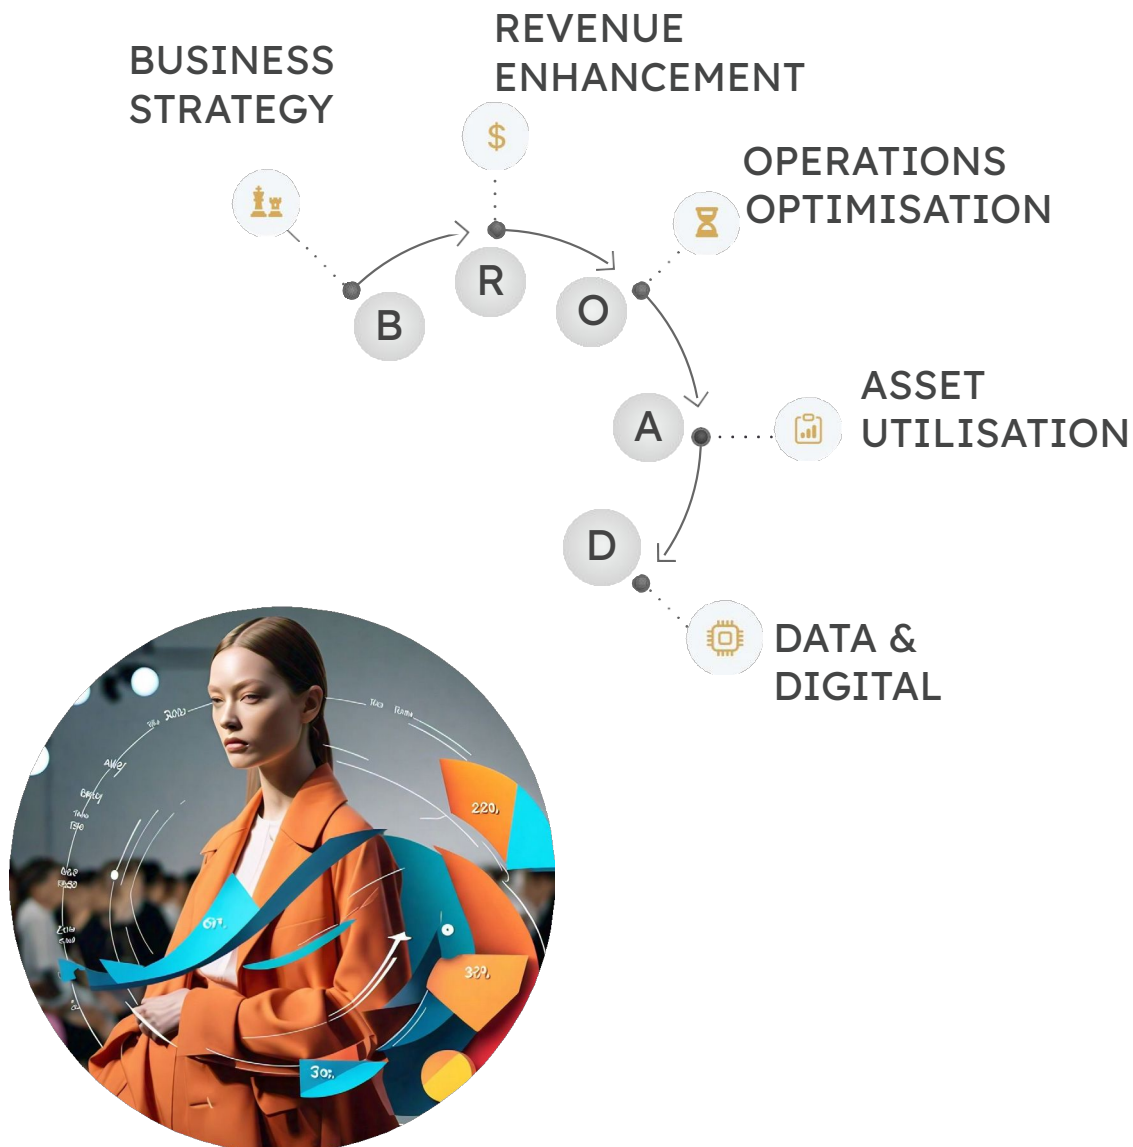 BUSINESS
STRATEGY
REVENUE
ENHANCEMENT
$
OPERATIONS
OPTIMISATION
B
R
O
A
D
ASSET
UTILISATION
DATA &
DIGITAL